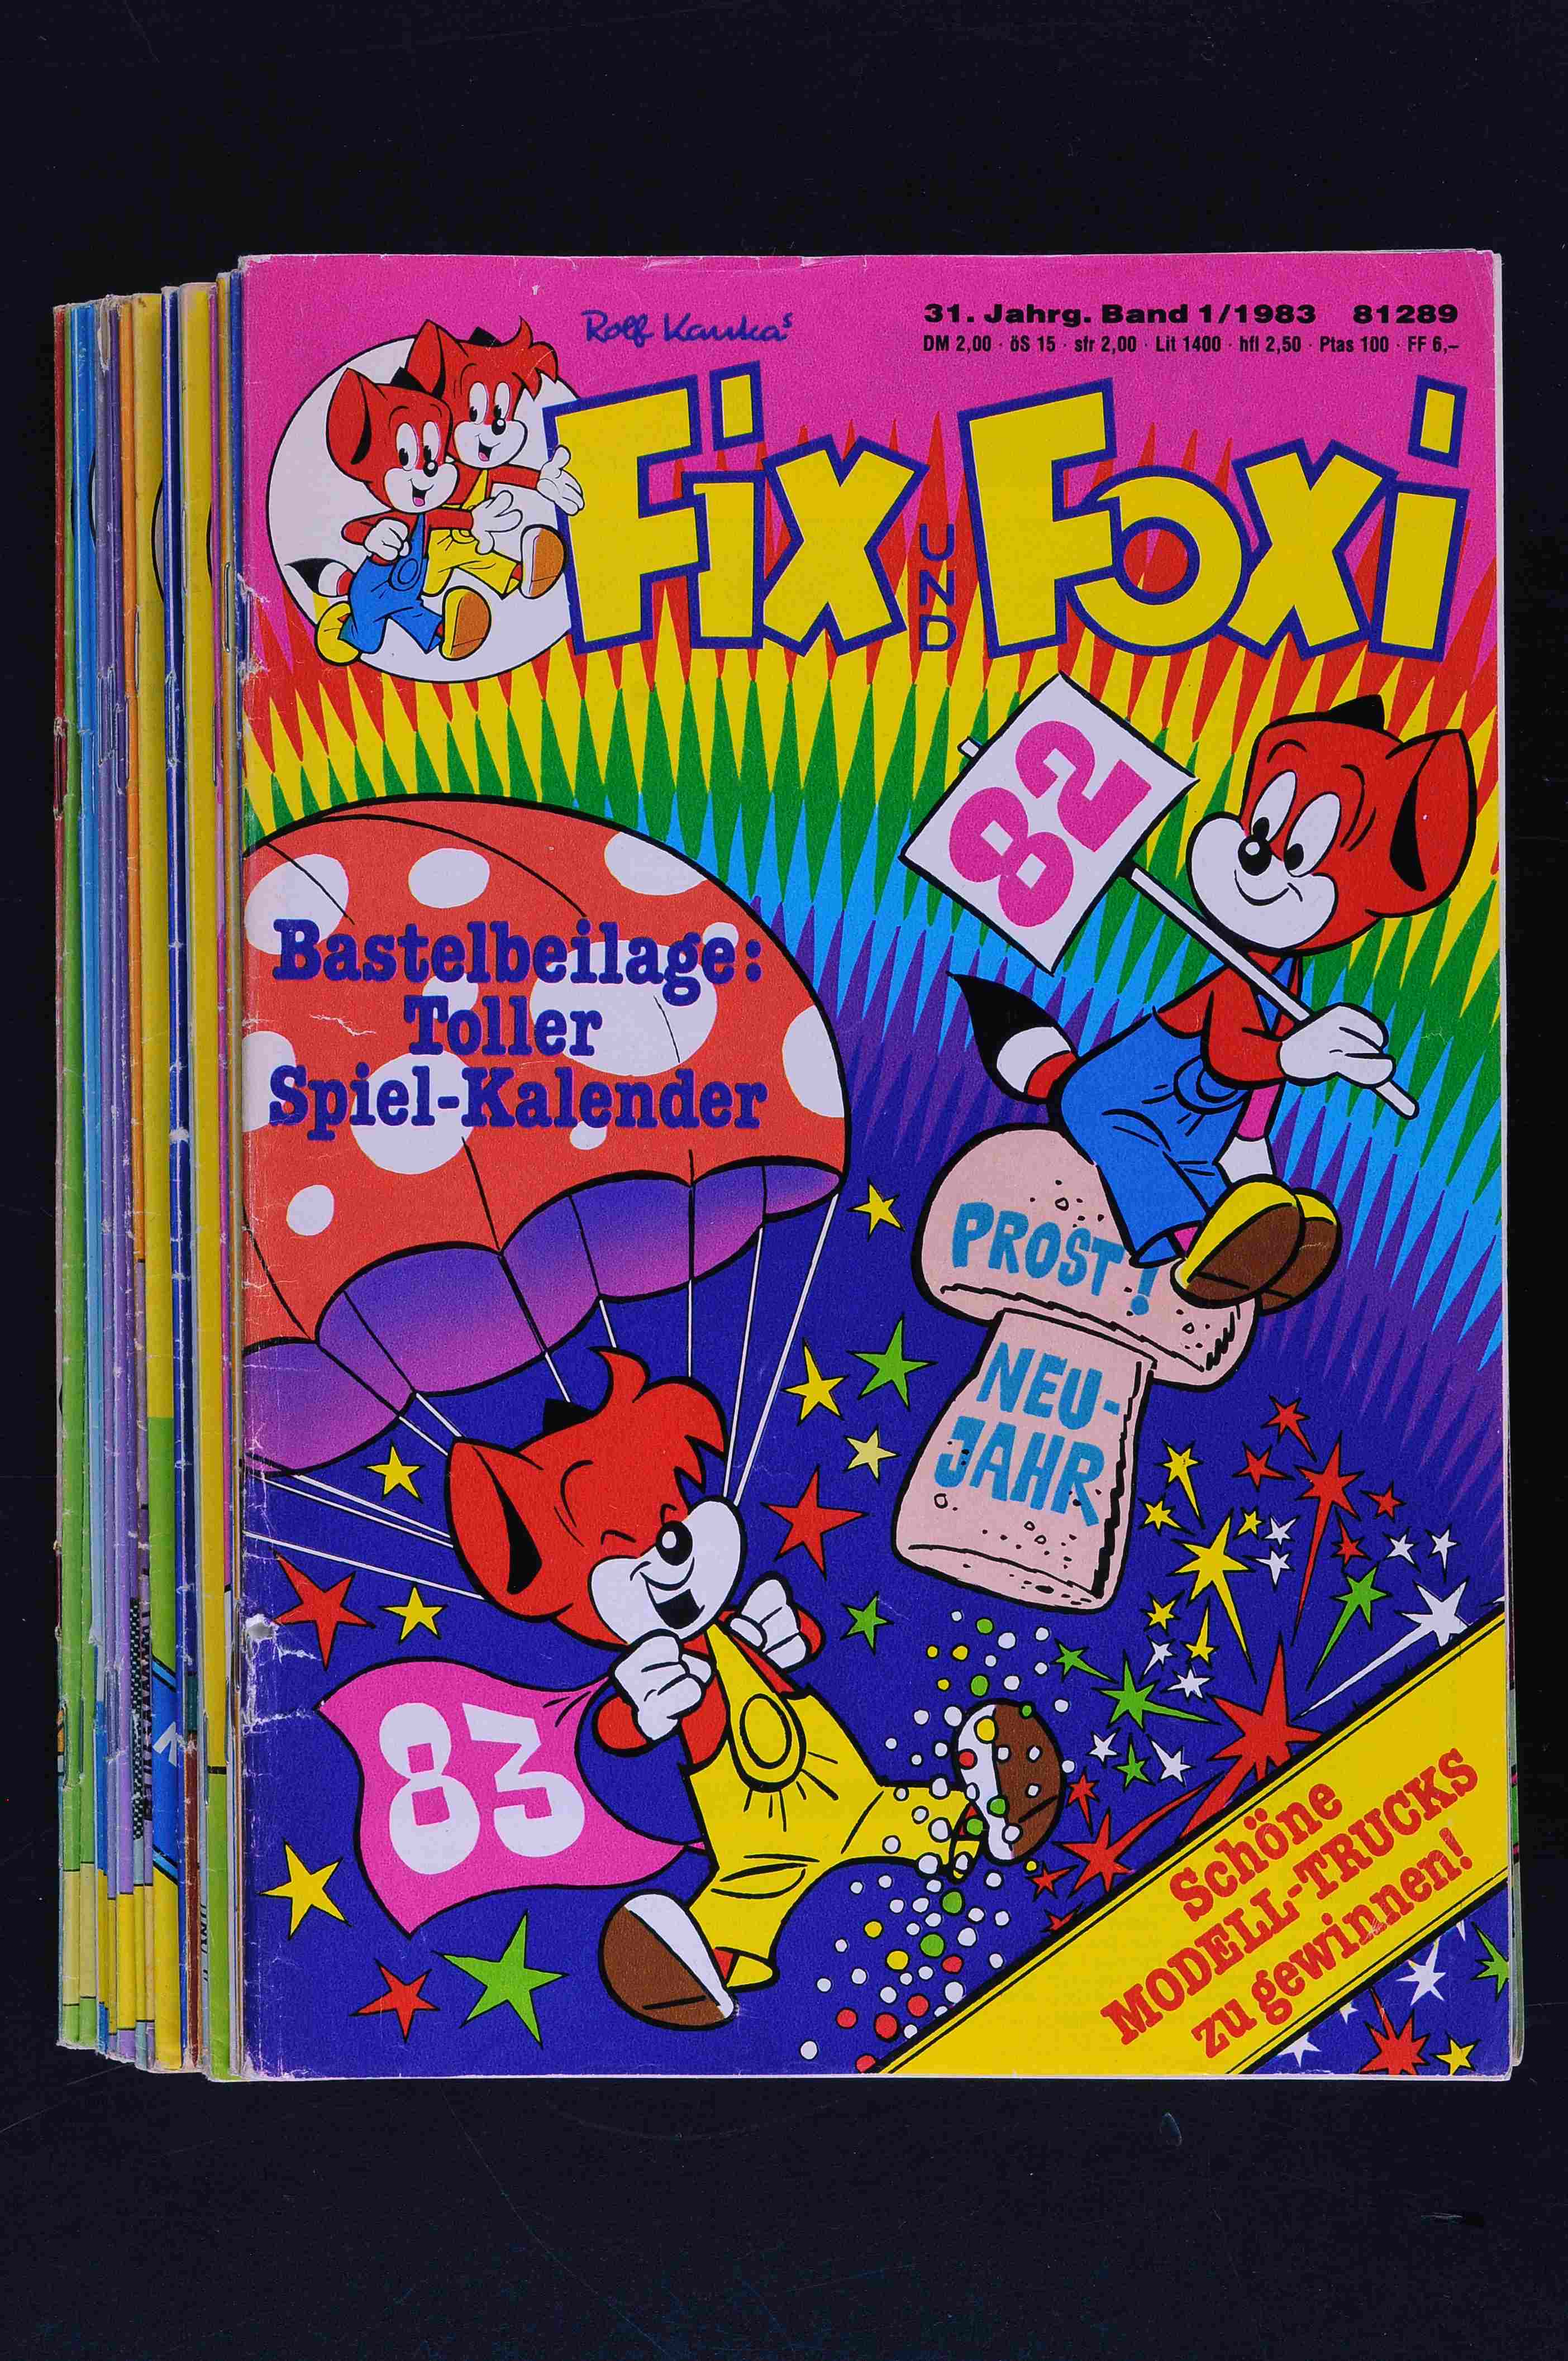 Rolf Kaukas
31. Jahrg. Band 1/1983 81289
DM 2,00 · öS 15 · sfr 2,00 · Lit 1400 · hfl 2,50 · Ptas 100 · FF 6,–
Fix UND Foxi
82
Bastelbeilage:
Toller
Spiel-Kalender
PROST!
NEU-
JAHR
83
Schöne
MODELL-TRUCKS
zu gewinnen!